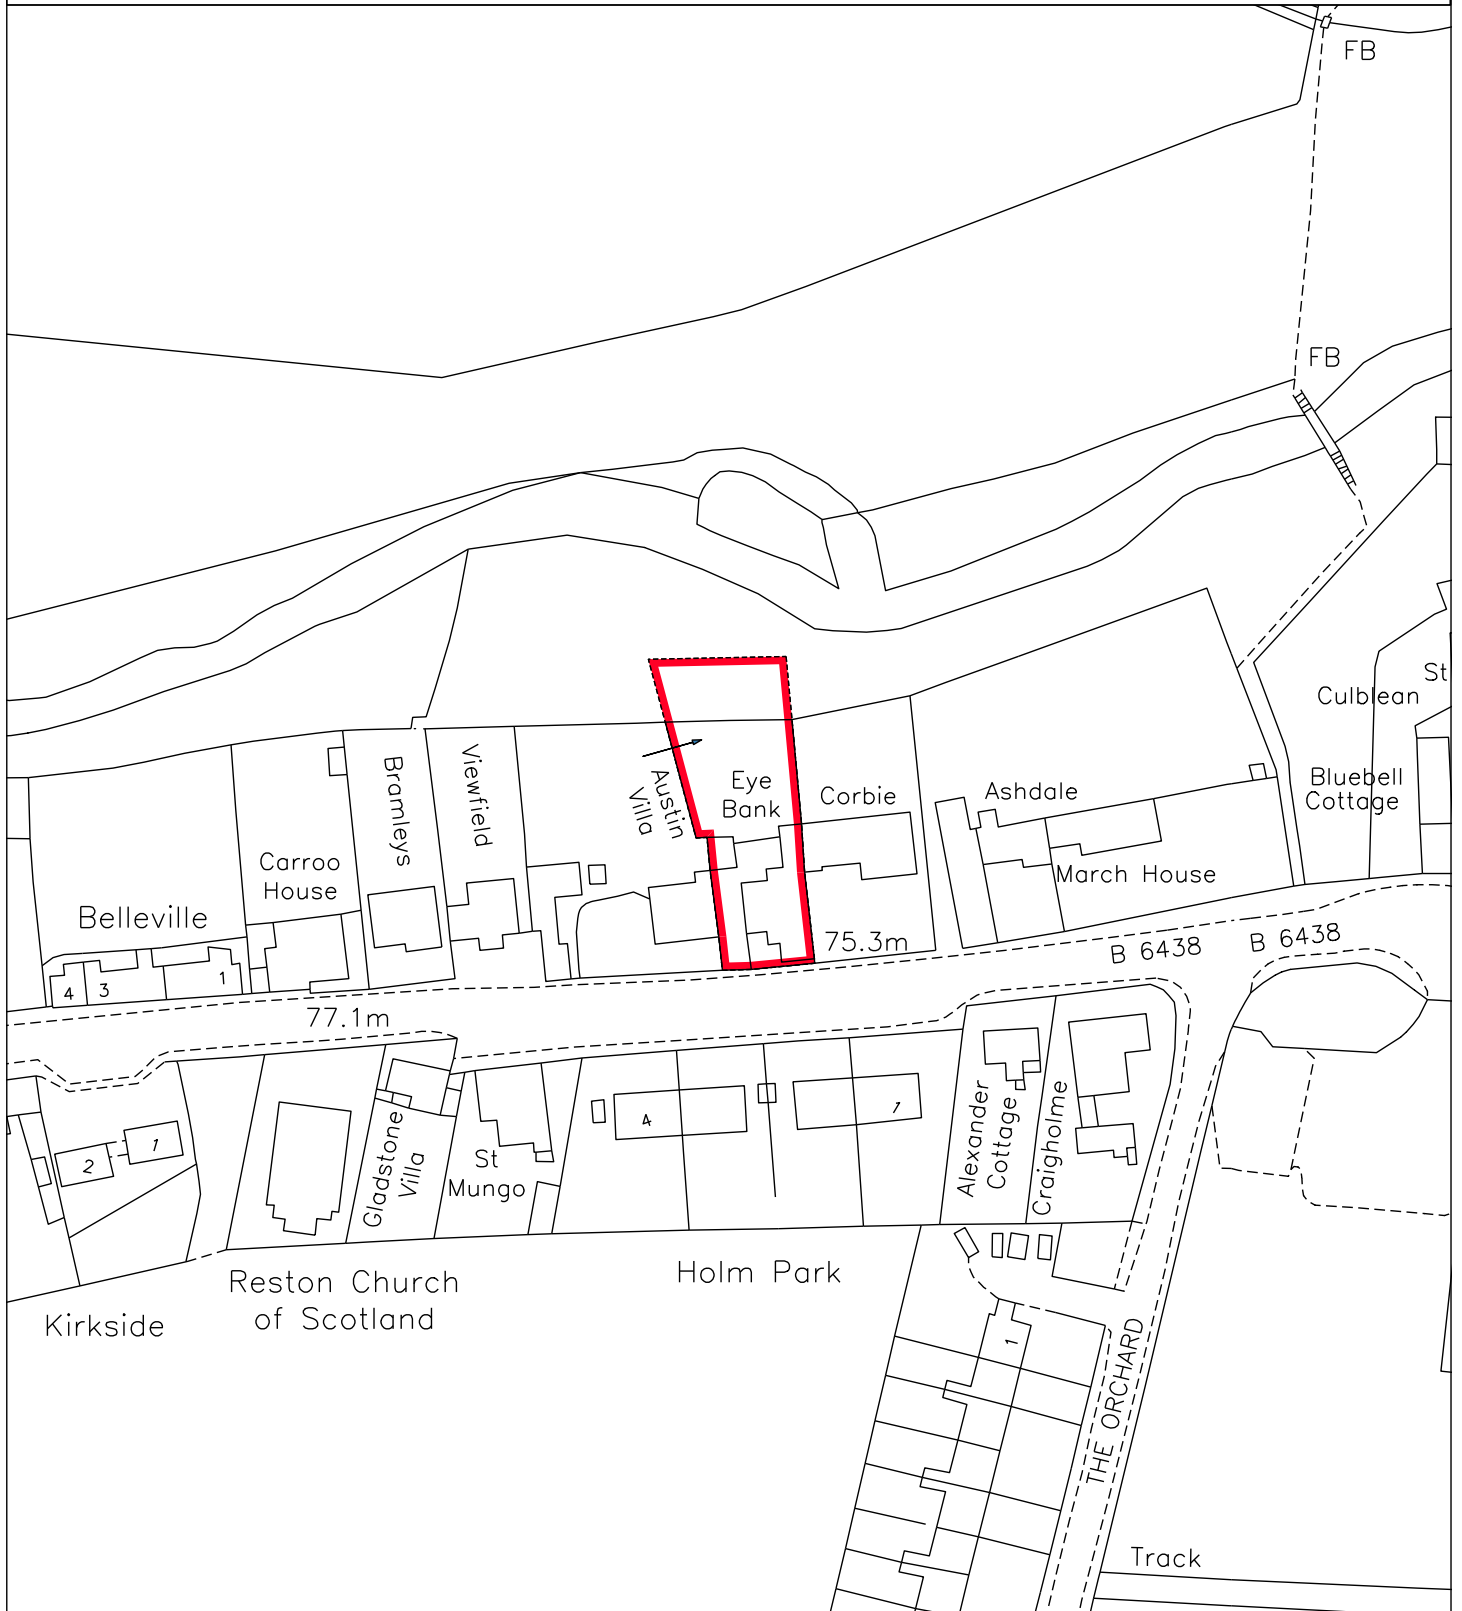 FB
FB
St
Culblean
Bluebell
Cottage
Bramleys
Viewfield
Austin
Villa
Eye
Bank
Corbie
Ashdale
March House
Carroo
House
Belleville
4
3
1
75.3m
B 6438
B 6438
77.1m
2
1
Gladstone
Villa
St
Mungo
4
1
Alexander
Cottage
Craigholme
Reston Church
of Scotland
Holm Park
Kirkside
1
THE ORCHARD
Track